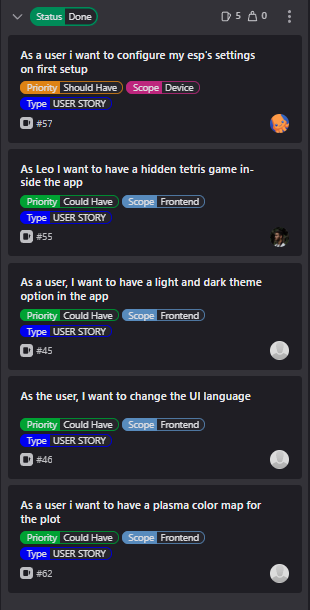 Status Done 5 0
As a user i want to configure my esp's settings
on first setup
Priority Should Have Scope Device
Type USER STORY
#57
As Leo I want to have a hidden tetris game in-
side the app
Priority Could Have Scope Frontend
Type USER STORY
#55
As a user, I want to have a light and dark theme
option in the app
Priority Could Have Scope Frontend
Type USER STORY
#45
As the user, I want to change the UI language
Priority Could Have Scope Frontend
Type USER STORY
#46
As a user i want to have a plasma color map for
the plot
Priority Could Have Scope Frontend
Type USER STORY
#62